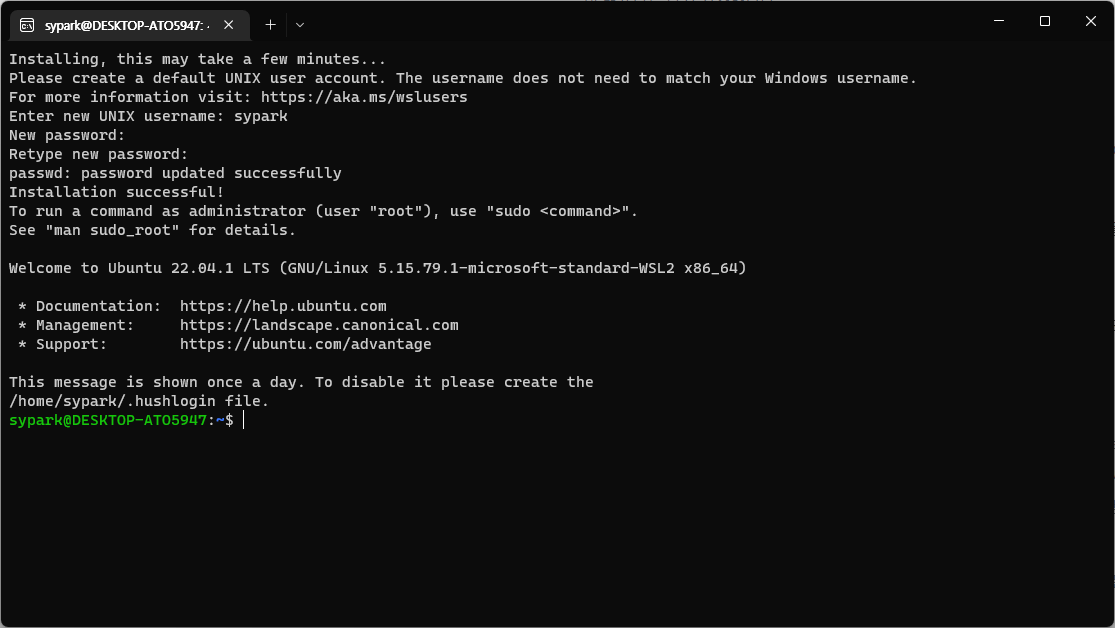 sypark@DESKTOP-ATO5947: -
Installing, this may take a few minutes...
Please create a default UNIX user account. The username does not need to match your Windows username.
For more information visit: https://aka.ms/wslusers
Enter new UNIX username: sypark
New password:
Retype new password:
passwd: password updated successfully
Installation successful!
To run a command as administrator (user "root"), use "sudo <command>".
See "man sudo_root" for details.
Welcome to Ubuntu 22.04.1 LTS (GNU/Linux 5.15.79.1-microsoft-standard-WSL2 x86_64)
* Documentation:  https://help.ubuntu.com
* Management:     https://landscape.canonical.com
* Support:        https://ubuntu.com/advantage
This message is shown once a day. To disable it please create the
/home/sypark/.hushlogin file.
sypark@DESKTOP-ATO5947:~$